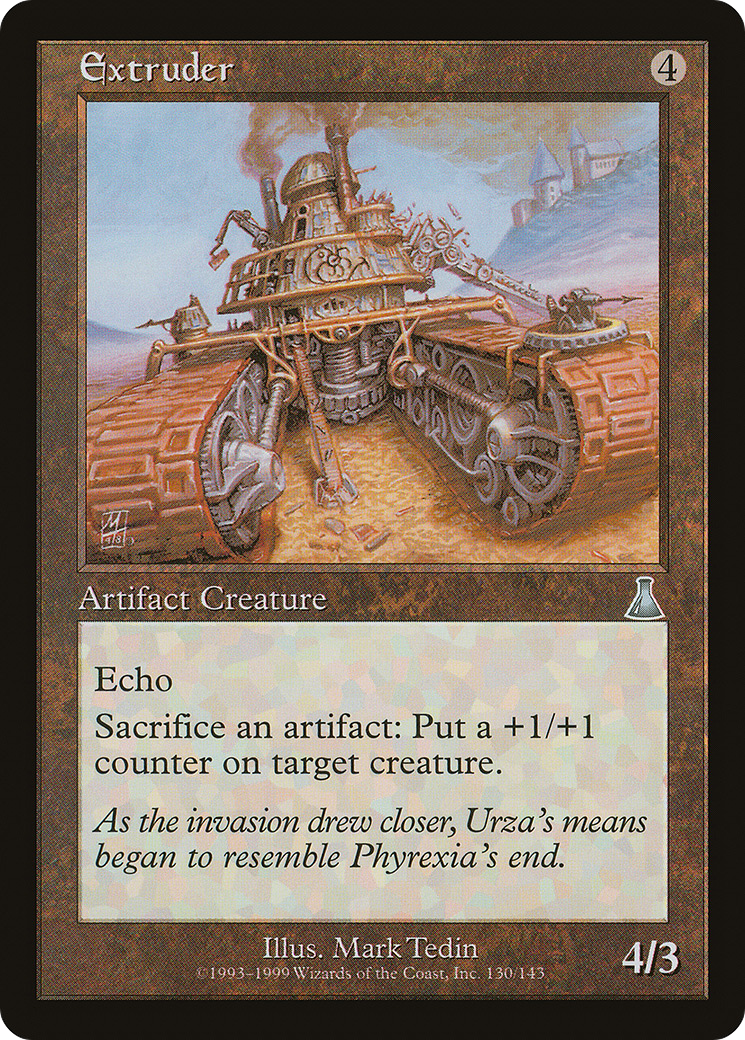 Extruder
4
Artifact Creature
Echo
Sacrifice an artifact: Put a +1/+1
counter on target creature.
As the invasion drew closer, Urza's means
began to resemble Phyrexia's end.
Illus. Mark Tedin
©1993–1999 Wizards of the Coast, Inc. 130/143
4/3